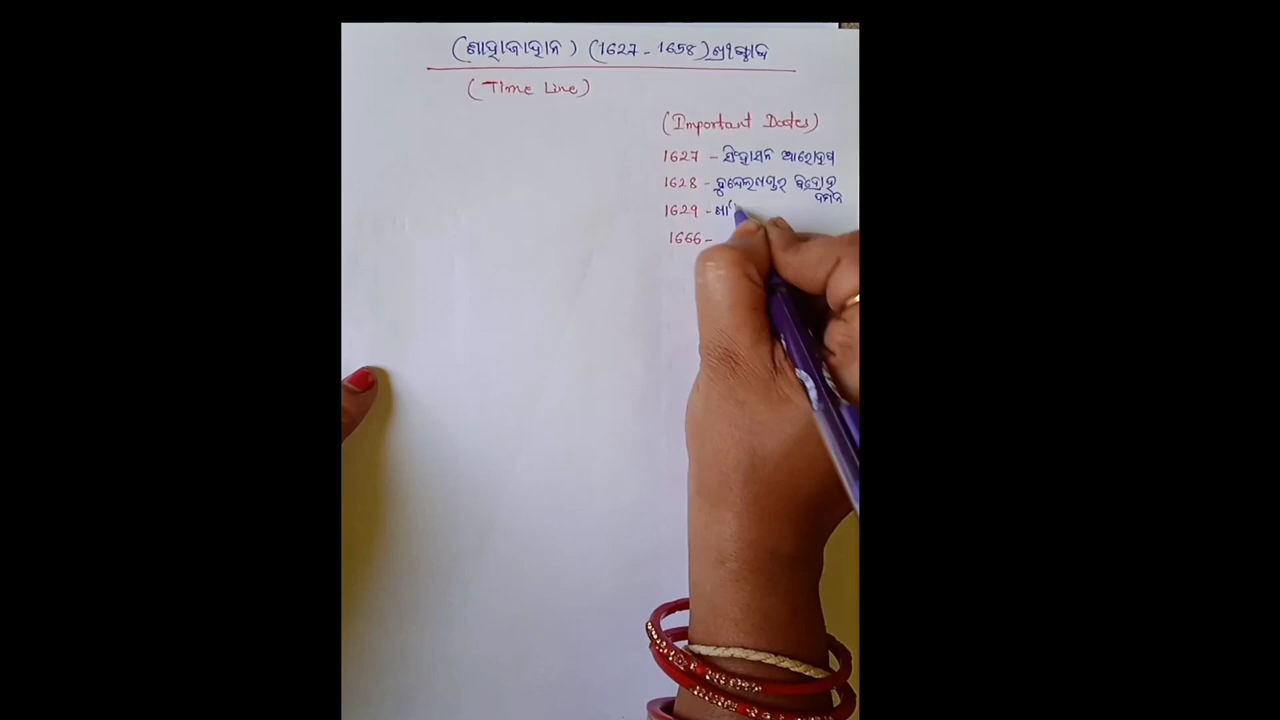 (ଶାହାଜାହାନ) (1627 - 1658) ଖ୍ରୀଷ୍ଟାବ୍ଦ
(Time Line)
(Important Dates)
1627 - ସିଂହାସନ ଆରୋହଣ
1628 - ବୁନ୍ଦେଲଖଣ୍ଡର ବିଦ୍ରୋହ
ଦମନ
1629 -
1666 -